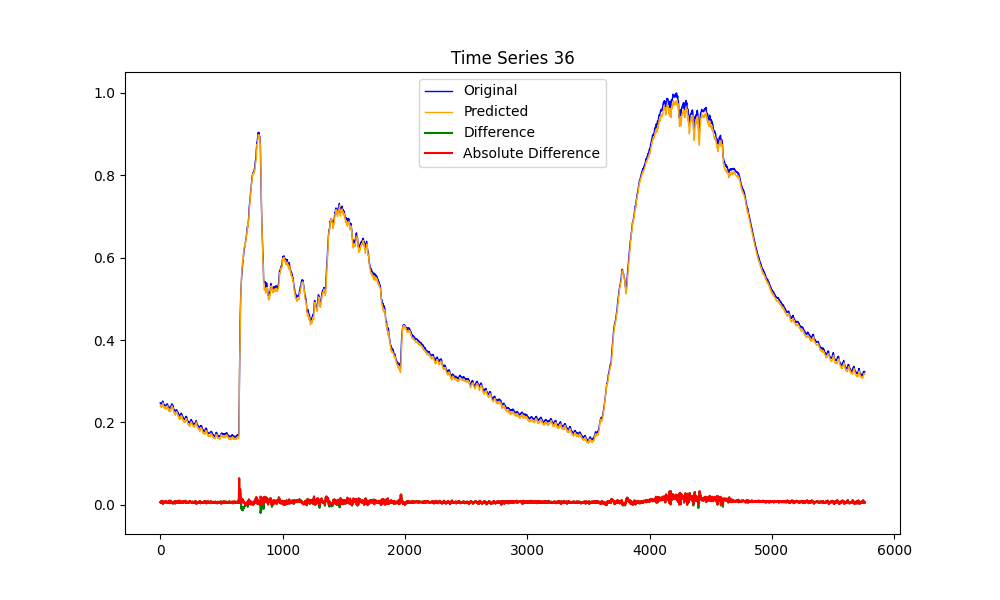 Time Series 36
Original
Predicted
Difference
Absolute Difference
1.0
0.8
0.6
0.4
0.2
0.0
0 1000 2000 3000 4000 5000 6000